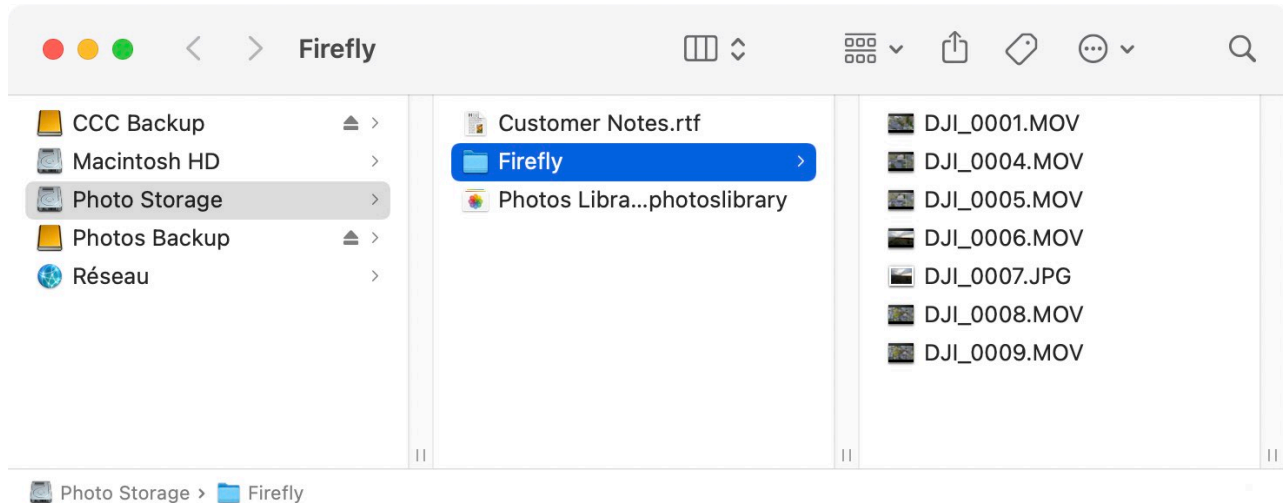 Firefly
CCC Backup
Macintosh HD
Photo Storage
Photos Backup
Réseau
Customer Notes.rtf
Firefly
Photos Libra...photoslibrary
DJI_0001.MOV
DJI_0004.MOV
DJI_0005.MOV
DJI_0006.MOV
DJI_0007.JPG
DJI_0008.MOV
DJI_0009.MOV
Photo Storage › Firefly